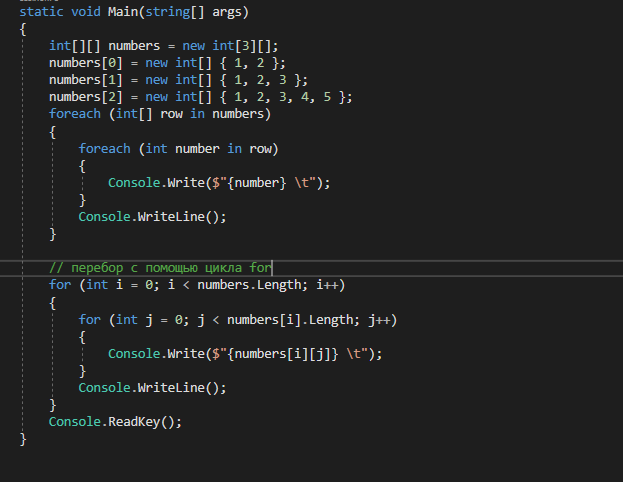 static void Main(string[] args)
{
    int[][] numbers = new int[3][];
    numbers[0] = new int[] { 1, 2 };
    numbers[1] = new int[] { 1, 2, 3 };
    numbers[2] = new int[] { 1, 2, 3, 4, 5 };
    foreach (int[] row in numbers)
    {
        foreach (int number in row)
        {
            Console.Write($"{number} \t");
        }
        Console.WriteLine();
    }

    // перебор с помощью цикла for
    for (int i = 0; i < numbers.Length; i++)
    {
        for (int j = 0; j < numbers[i].Length; j++)
        {
            Console.Write($"{numbers[i][j]} \t");
        }
        Console.WriteLine();
    }
    Console.ReadKey();
}